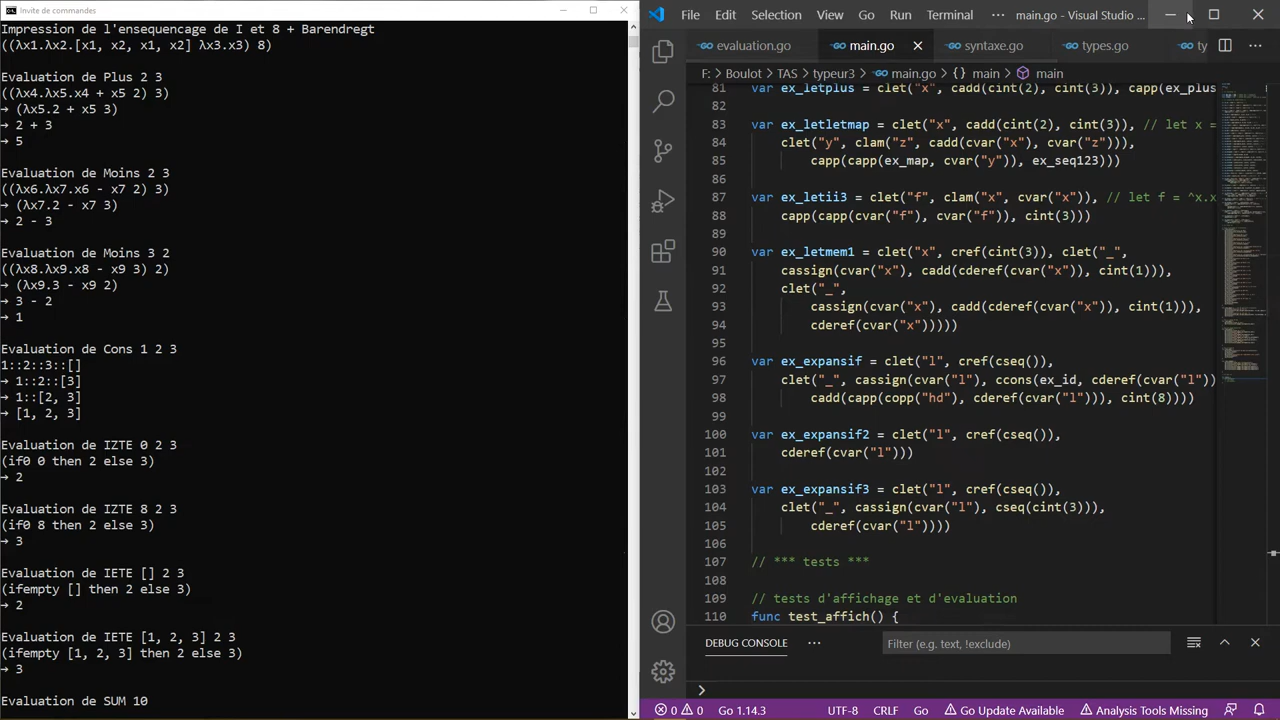 Invite de commandes
Impression de l'ensequencage de I et 8 + Barendregt
((λx1.λx2.[x1, x2, x1, x2] λx3.x3) 8)
Evaluation de Plus 2 3
((λx4.λx5.x4 + x5 2) 3)
→ (λx5.2 + x5 3)
→ 2 + 3
→ 5
Evaluation de Moins 2 3
((λx6.λx7.x6 - x7 2) 3)
→ (λx7.2 - x7 3)
→ 2 - 3
Evaluation de Moins 3 2
((λx8.λx9.x8 - x9 3) 2)
→ (λx9.3 - x9 2)
→ 3 - 2
→ 1
Evaluation de Cons 1 2 3
1::2::3::[]
→ 1::2::[3]
→ 1::[2, 3]
→ [1, 2, 3]
Evaluation de IZTE 0 2 3
(if0 0 then 2 else 3)
→ 2
Evaluation de IZTE 8 2 3
(if0 8 then 2 else 3)
→ 3
Evaluation de IETE [] 2 3
(ifempty [] then 2 else 3)
→ 2
Evaluation de IETE [1, 2, 3] 2 3
(ifempty [1, 2, 3] then 2 else 3)
→ 3
Evaluation de SUM 10
File Edit Selection View Go Run Terminal ··· main.go Studio ...
evaluation.go main.go syntaxe.go types.go ty
F: > Boulot > TAS > typeur3 > main.go > {} main > main
81 var ex_letplus = clet("x", cadd(cint(2), cint(3)), capp(ex_plus
82
83 var ex_letmap = clet("x", cadd(cint(2), cint(3)),
84 clam("z", cadd(cvar("x"), cvar("z"
85 capp(capp(ex_map, cvar("y")), ex_seq123)))
86
87 var ex_letii3 = clet("f", ex_id, cvar("x") // let f = ^x.x
88 capp(capp(cvar("f"), cvar("f")), cint(3)))
89
90 var ex_mem1 = clet("x", cref(cint(3)), clet("_"
91 cassign(cvar("x"), cadd(cderef(cvar("x")), cint(2)
92 clet("_",
93 cassign(cvar("x"), cadd(cderef(cvar("x")), cint(4))),
94 cderef(cvar("x")))))
95
96 var ex_expansif = clet("l", cref(cseq()),
97 clet("_", cassign(cvar("l"), ccons(ex_id, cderef(cvar("l"))
98 cadd(capp(copp("hd"), cderef(cvar("l"))), cint(8))))
99
100 var ex_expansif2 = clet("l", cref(cseq()),
101 cderef(cvar("l")))
102
103 var ex_expansif3 = clet("l", cref(cseq()),
104 clet("_", cassign(cvar("l"), cseq(cint(3))),
105 cderef(cvar("l"))))
106
107 // *** tests ***
108
109 // tests d'affichage et d'evaluation
110 func test_affich() {
DEBUG CONSOLE ··· Filter (e.g. text, !exclude)
0 0 Go 1.14.3 UTF-8 CRLF Go Go Update Available Analysis Tools Missing